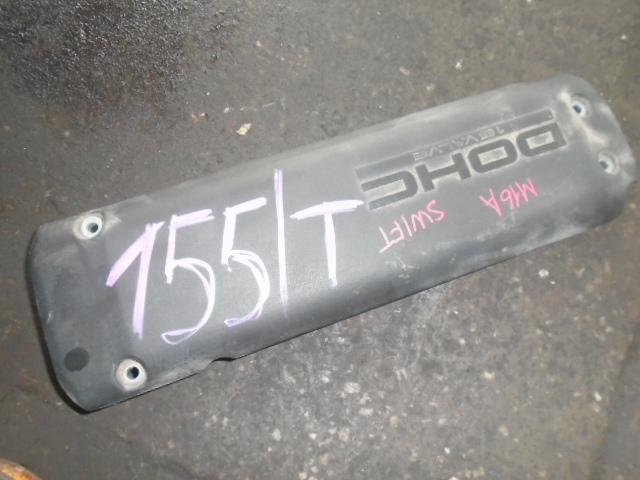 155/T
DOHC
16VALVE
M16A
SWIFT